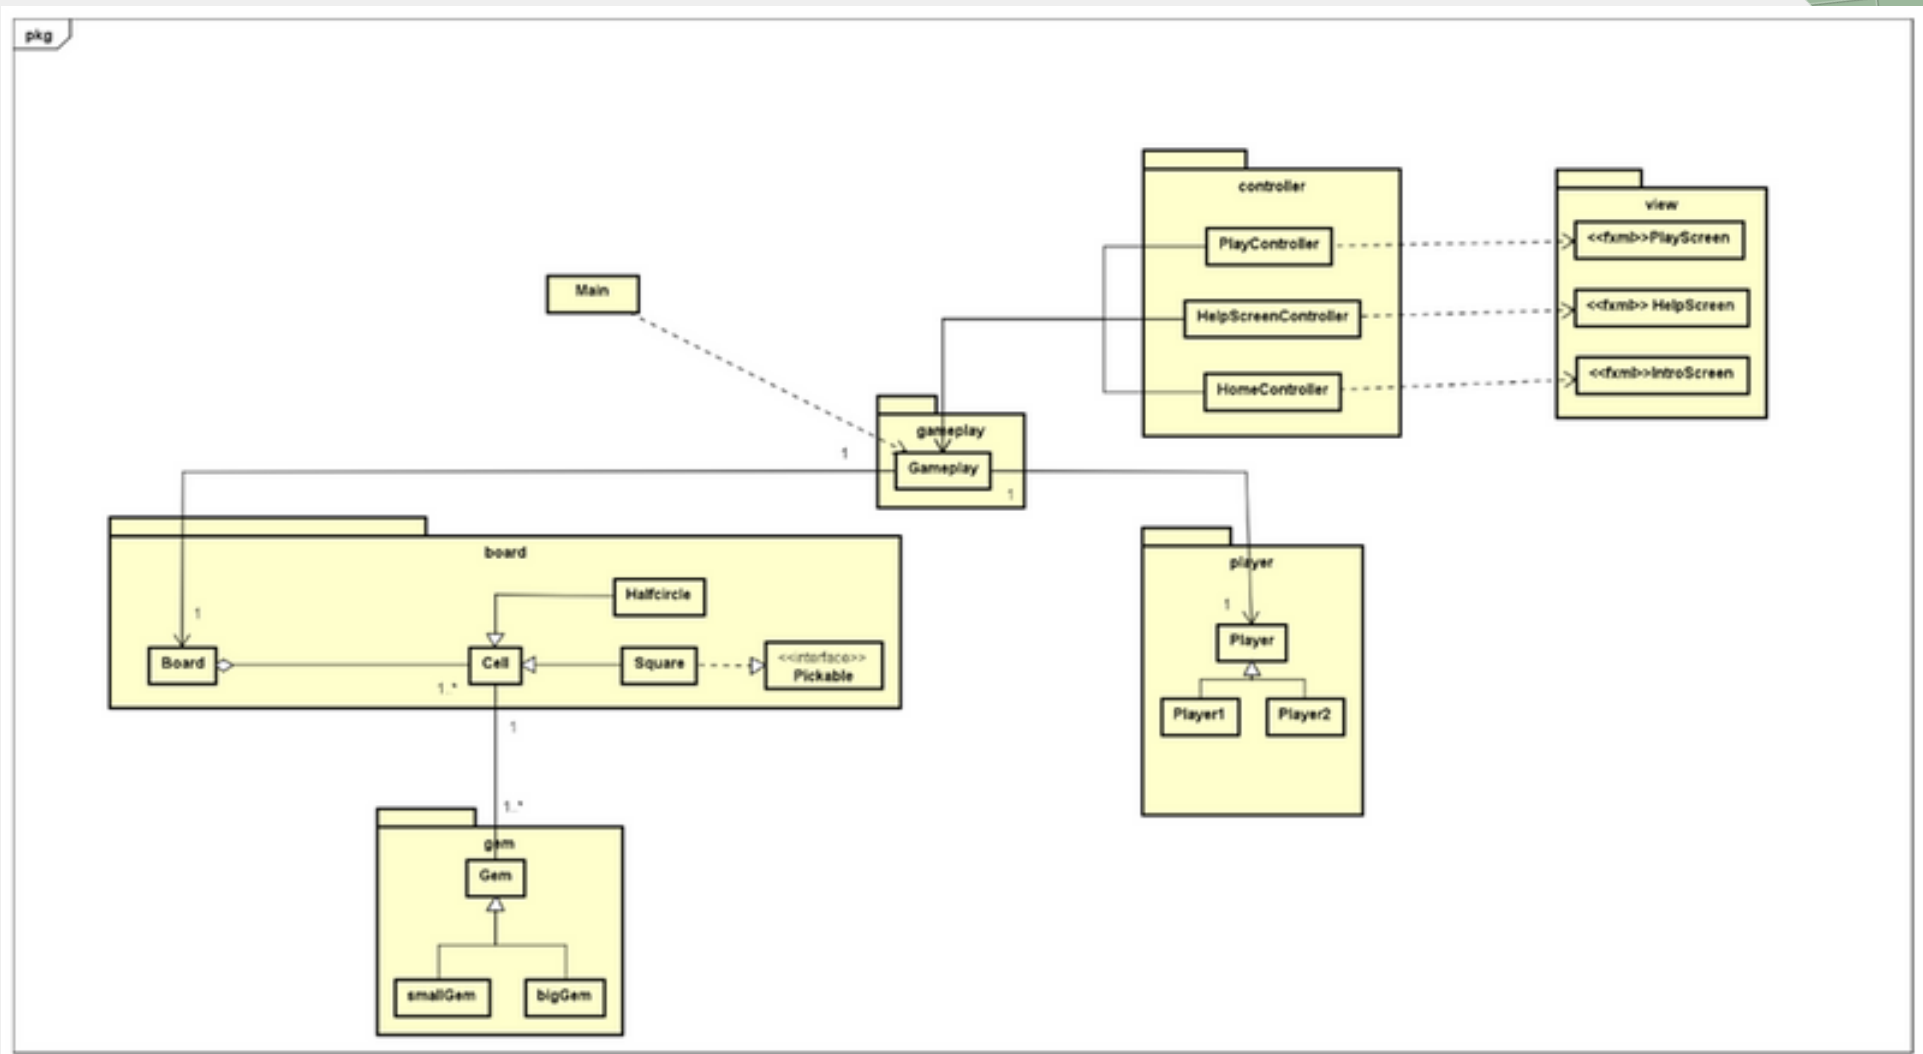 pkg
controller
PlayController
HelpScreenController
HomeController
view
<<fxml>>PlayScreen
<<fxml>> HelpScreen
<<fxml>>IntroScreen
Main
gameplay
Gameplay
1
1
board
Halfcircle
1
Board
Cell
Square
<<interface>>
Pickable
1..*
player
1
Player
Player1
Player2
1
1..*
gem
Gem
smallGem
bigGem